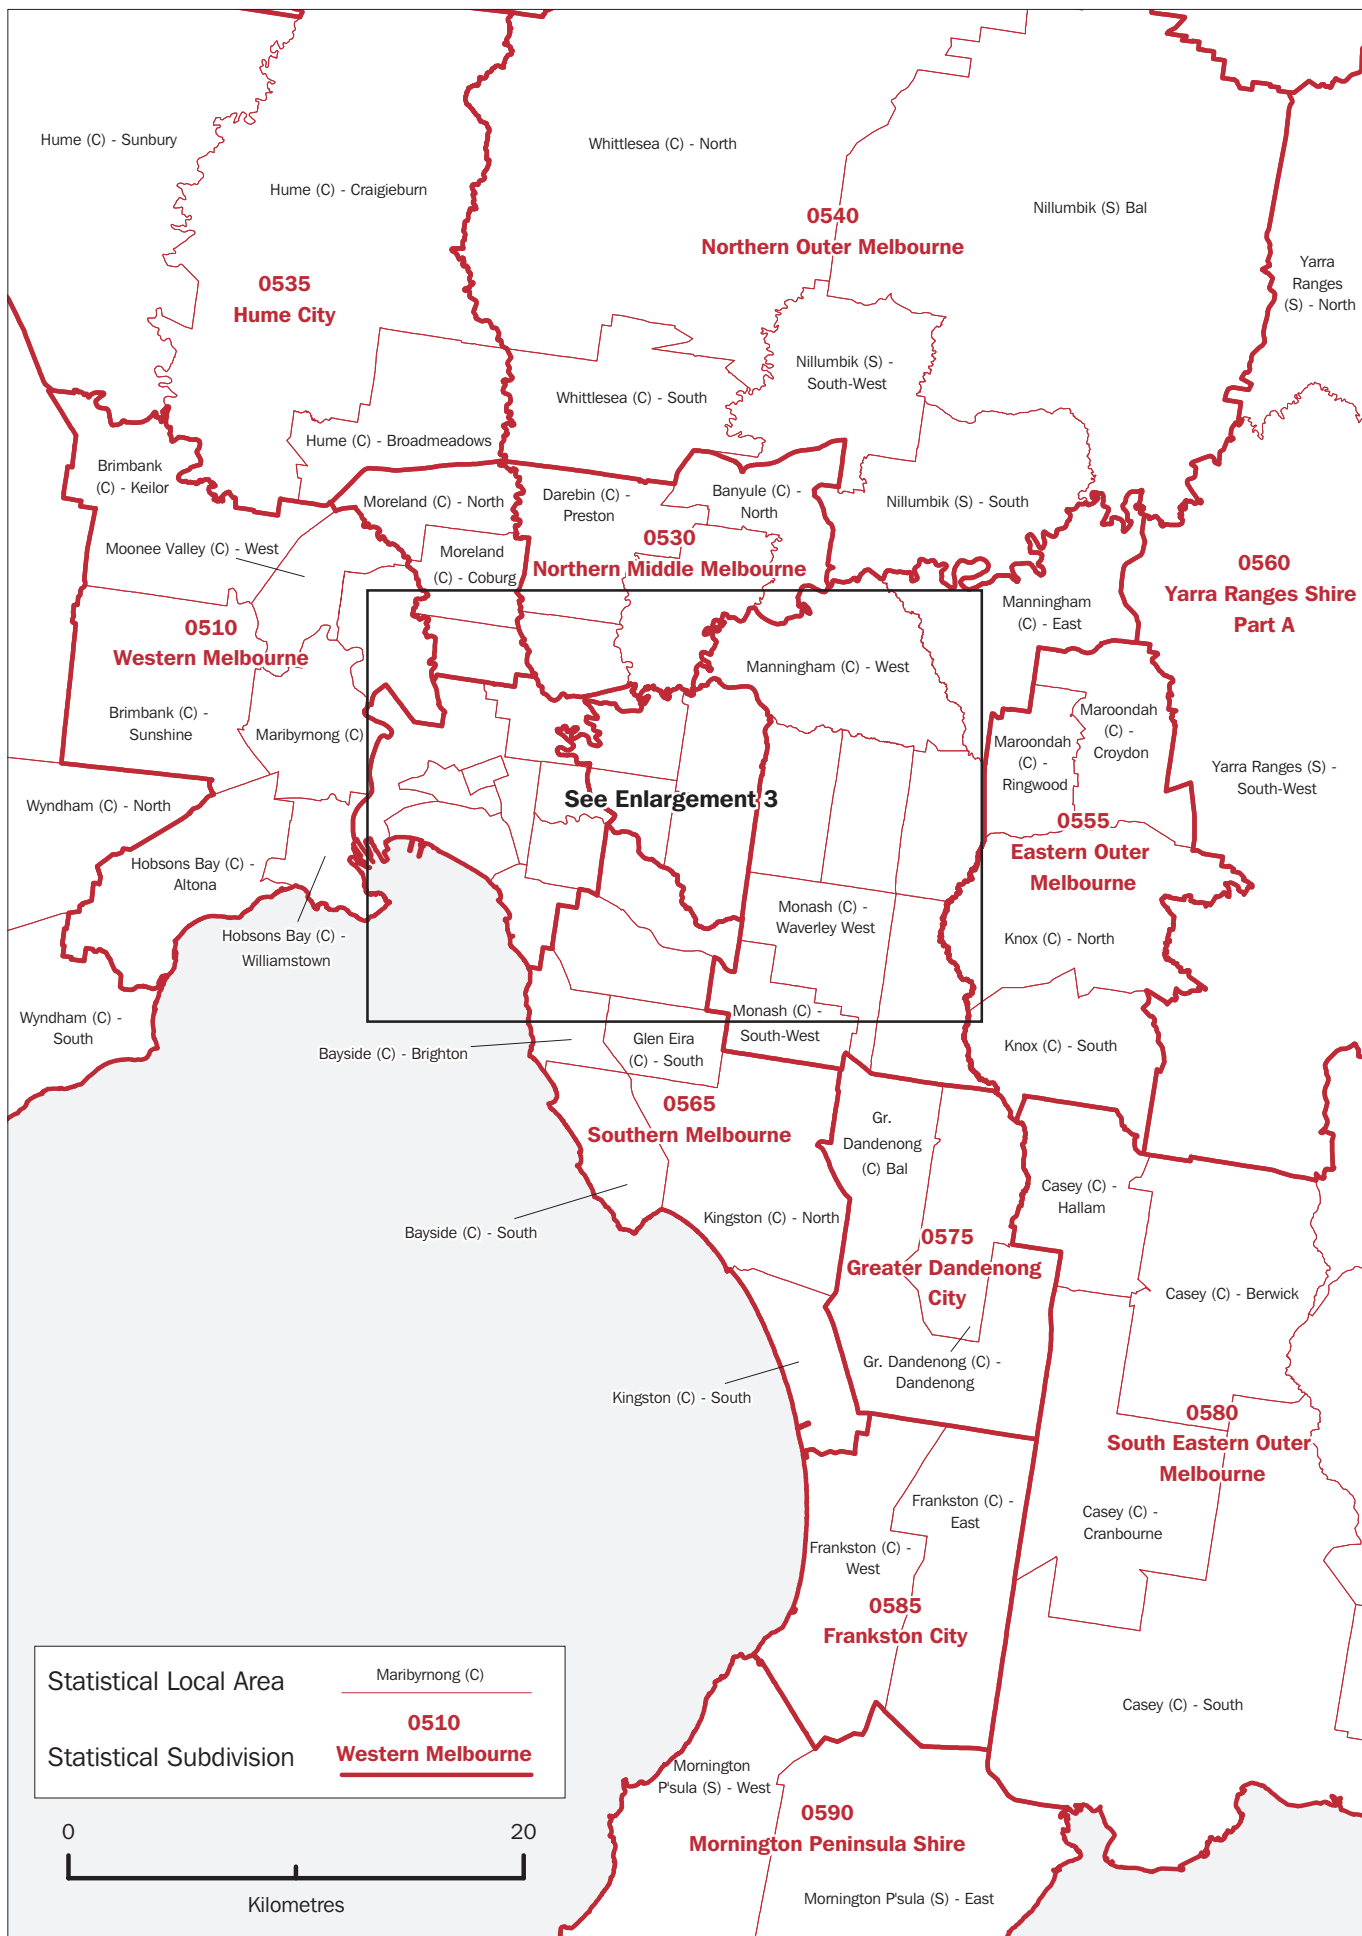 Hume (C) - Sunbury
Whittlesea (C) - North
Hume (C) - Craigieburn
Nillumbik (S) Bal
0540
Northern Outer Melbourne
Yarra
Ranges
(S) - North
0535
Hume City
Nillumbik (S) -
South-West
Whittlesea (C) - South
Hume (C) - Broadmeadows
Brimbank
(C) - Keilor
Moreland (C) - North
Darebin (C) -
Preston
Banyule (C) -
North
Nillumbik (S) - South
Moonee Valley (C) - West
Moreland
(C) - Coburg
0530
Northern Middle Melbourne
0560
Yarra Ranges Shire
Part A
Manningham
(C) - East
0510
Western Melbourne
Manningham (C) - West
Brimbank (C) -
Sunshine
Maribyrnong (C)
Maroondah
(C) -
Croydon
Maroondah
(C) -
Ringwood
Yarra Ranges (S) -
South-West
Wyndham (C) - North
See Enlargement 3
0555
Eastern Outer
Melbourne
Hobsons Bay (C) -
Altona
Hobsons Bay (C) -
Williamstown
Monash (C) -
Waverley West
Knox (C) - North
Wyndham (C) -
South
Monash (C) -
South-West
Bayside (C) - Brighton
Glen Eira
(C) - South
Knox (C) - South
0565
Southern Melbourne
Gr.
Dandenong
(C) Bal
Casey (C) -
Hallam
Bayside (C) - South
Kingston (C) - North
0575
Greater Dandenong
City
Casey (C) - Berwick
Gr. Dandenong (C) -
Dandenong
Kingston (C) - South
0580
South Eastern Outer
Melbourne
Frankston (C) -
East
Casey (C) -
Cranbourne
Frankston (C) -
West
0585
Frankston City
Casey (C) - South
Statistical Local Area
Maribyrnong (C)
0510
Statistical Subdivision
Western Melbourne
Mornington
P'sula (S) - West
0590
Mornington Peninsula Shire
0
20
Kilometres
Mornington P'sula (S) - East